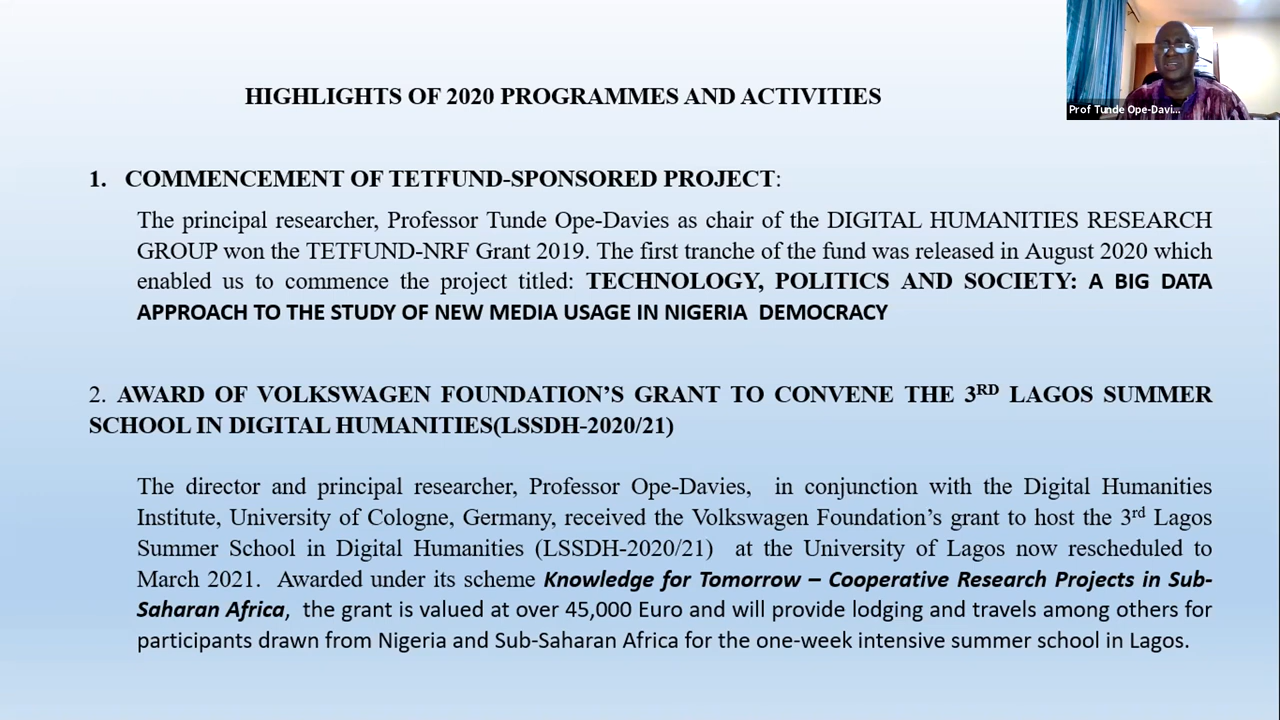 HIGHLIGHTS OF 2020 PROGRAMMES AND ACTIVITIES
Prof Tunde Ope-Davi...
1. COMMENCEMENT OF TETFUND-SPONSORED PROJECT:
The principal researcher, Professor Tunde Ope-Davies as chair of the DIGITAL HUMANITIES RESEARCH
GROUP won the TETFUND-NRF Grant 2019. The first tranche of the fund was released in August 2020 which
enabled us to commence the project titled: TECHNOLOGY, POLITICS AND SOCIETY: A BIG DATA
APPROACH TO THE STUDY OF NEW MEDIA USAGE IN NIGERIA DEMOCRACY
2. AWARD OF VOLKSWAGEN FOUNDATION’S GRANT TO CONVENE THE 3RD LAGOS SUMMER
SCHOOL IN DIGITAL HUMANITIES(LSSDH-2020/21)
The director and principal researcher, Professor Ope-Davies, in conjunction with the Digital Humanities
Institute, University of Cologne, Germany, received the Volkswagen Foundation’s grant to host the 3rd Lagos
Summer School in Digital Humanities (LSSDH-2020/21) at the University of Lagos now rescheduled to
March 2021. Awarded under its scheme Knowledge for Tomorrow – Cooperative Research Projects in Sub-
Saharan Africa, the grant is valued at over 45,000 Euro and will provide lodging and travels among others for
participants drawn from Nigeria and Sub-Saharan Africa for the one-week intensive summer school in Lagos.